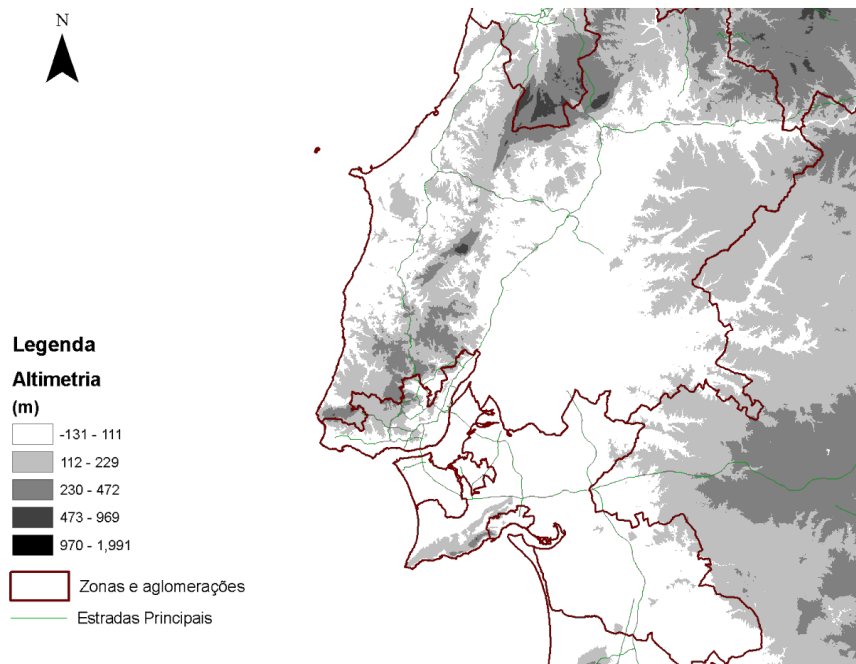 N
Legenda
Altimetria
(m)
-131 - 111
112 - 229
230 - 472
473 - 969
970 - 1,991
Zonas e aglomerações
Estradas Principais